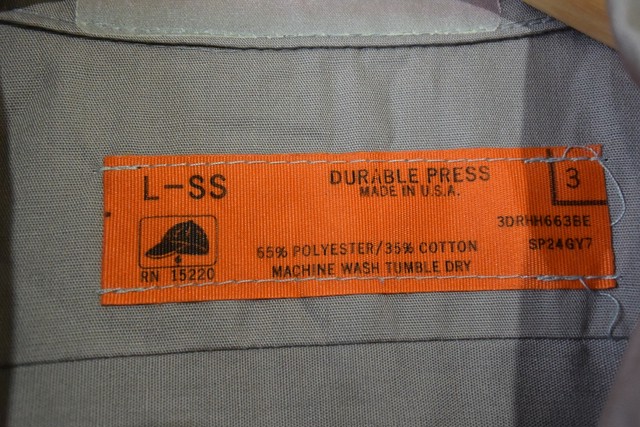 L-SS
DURABLE PRESS
MADE IN U.S.A.
3
3DRHH663BE
65% POLYESTER/35% COTTON
SP24GY7
MACHINE WASH TUMBLE DRY
RN 15220